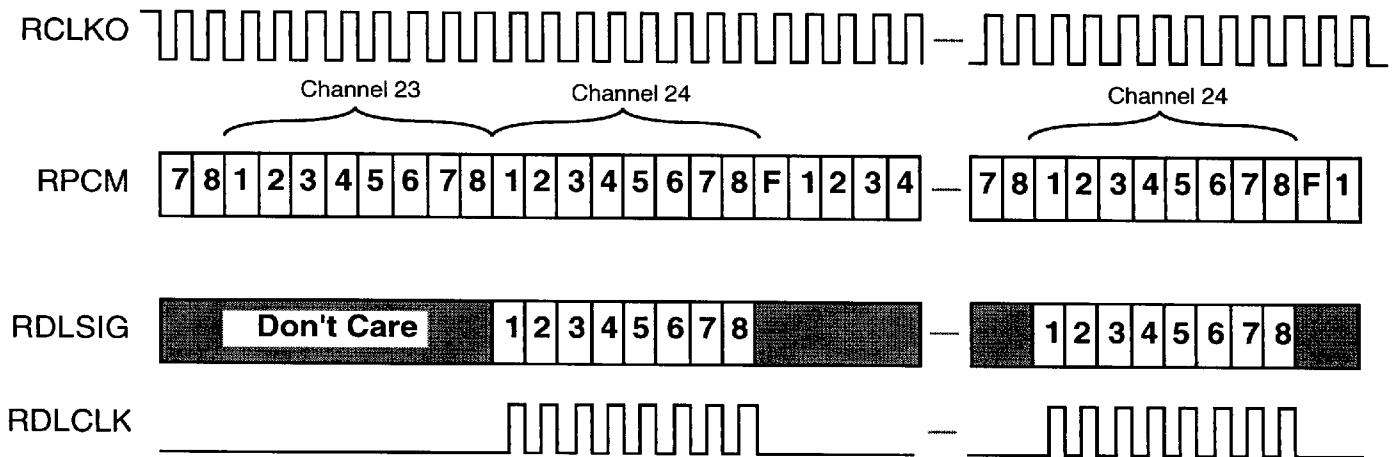 RCLKO
Channel 23 Channel 24 Channel 24
RPCM 7 8 1 2 3 4 5 6 7 8 1 2 3 4 5 6 7 8 F 1 2 3 4 7 8 1 2 3 4 5 6 7 8 F 1
RDLSIG Don't Care 1 2 3 4 5 6 7 8 1 2 3 4 5 6 7 8
RDLCLK